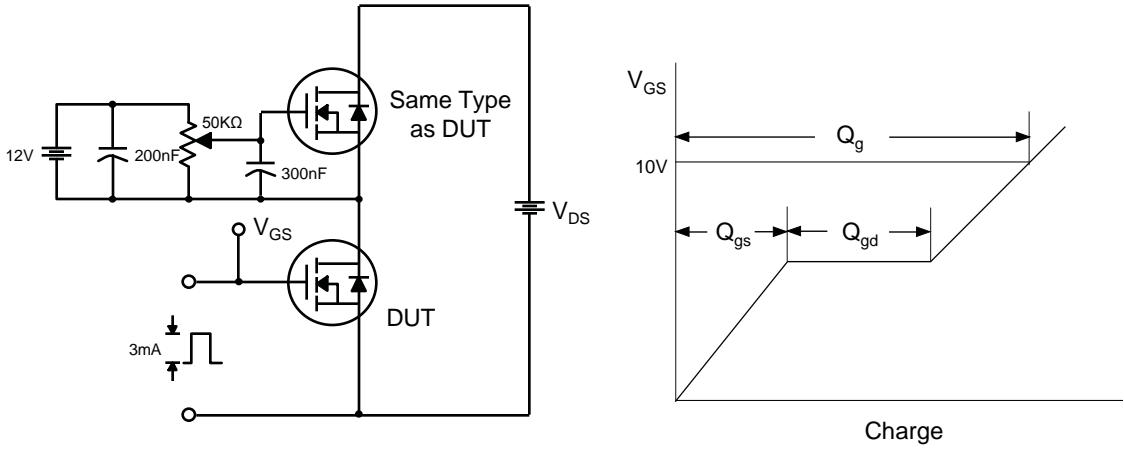 Same Type
as DUT
50KΩ
12V
200nF
300nF
V_GS
V_DS
DUT
3mA
V_GS
Q_g
10V
Q_gs
Q_gd
Charge